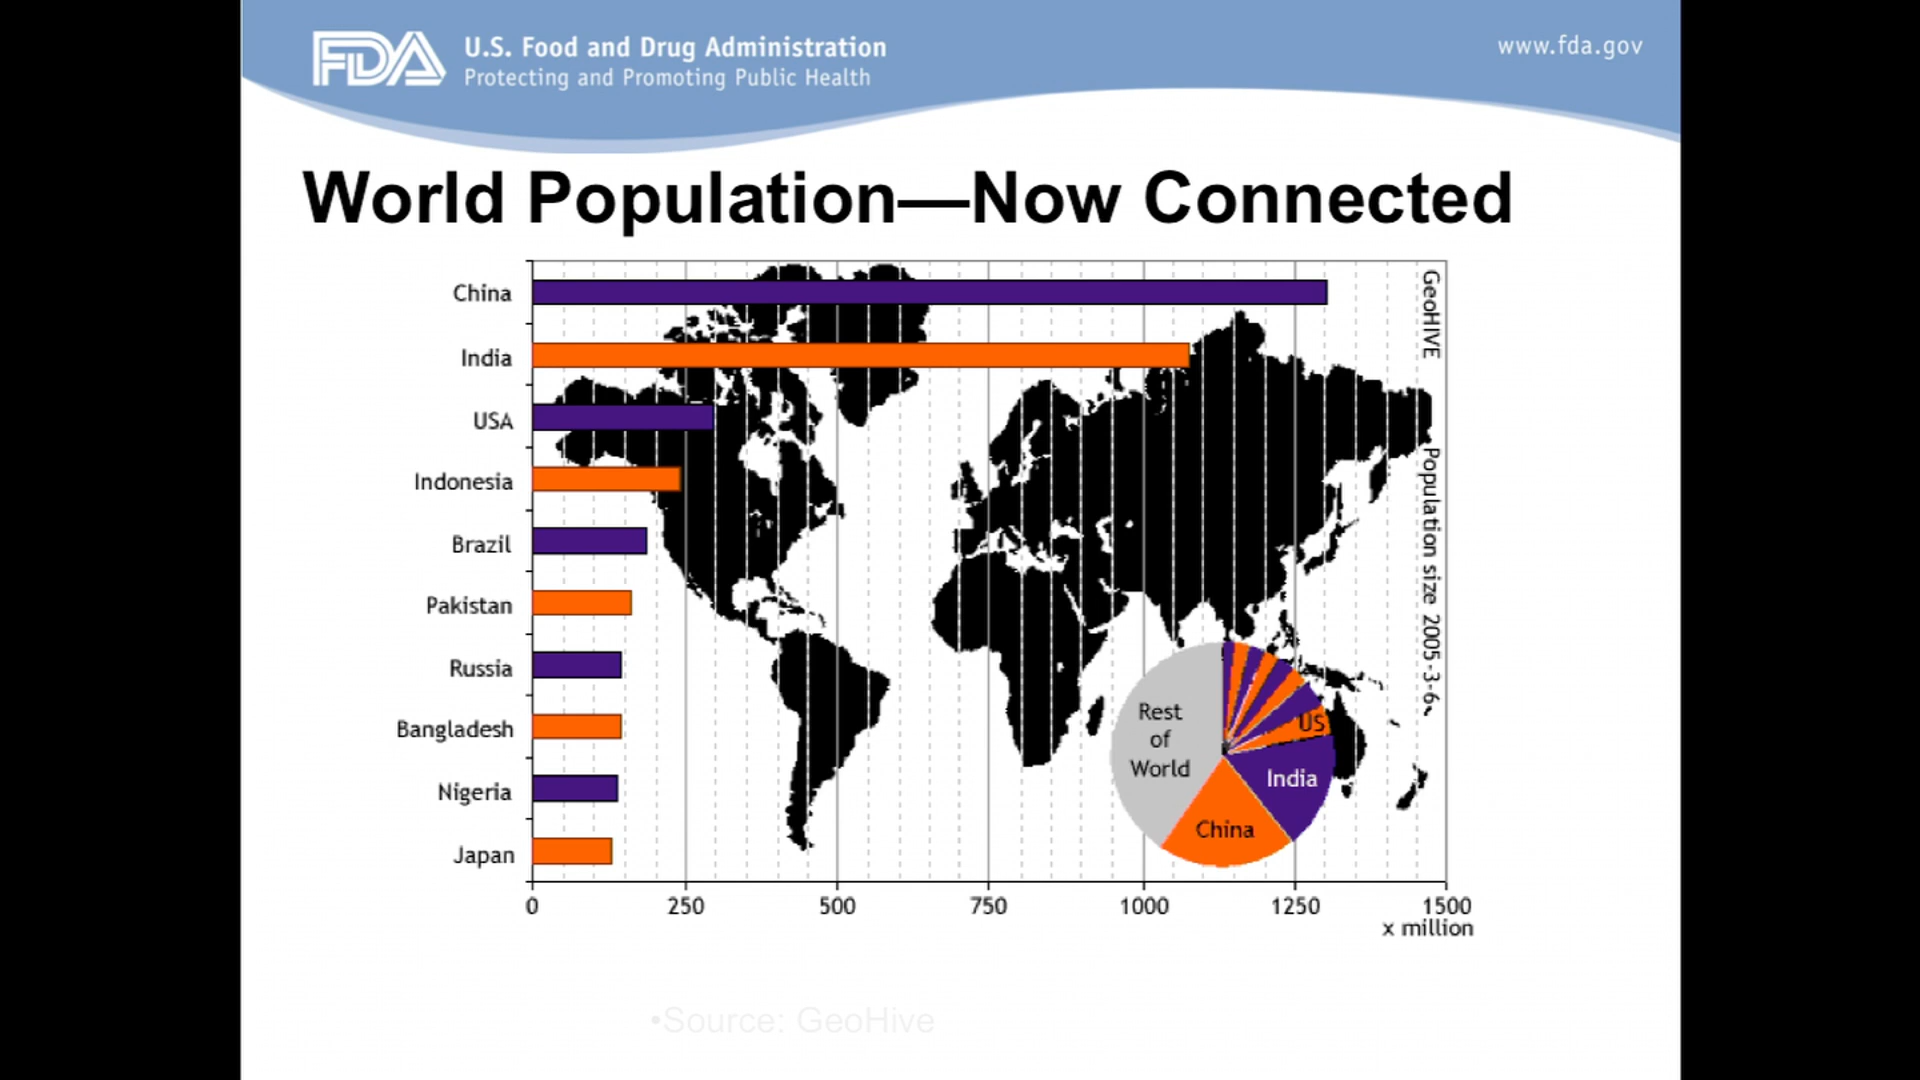 FDA
U.S. Food and Drug Administration
Protecting and Promoting Public Health
www.fda.gov
World Population—Now Connected
China
India
USA
Indonesia
Brazil
Pakistan
Russia
Bangladesh
Nigeria
Japan
GeoHIVE
Population size 2005-3-6
Rest
of
World
US
India
China
0 250 500 750 1000 1250 1500
x million
•Source: GeoHive